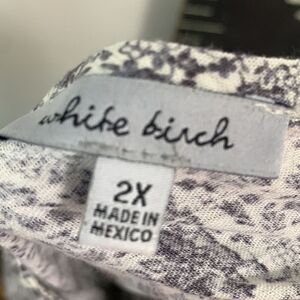 white birch
2X
MADE IN
MEXICO